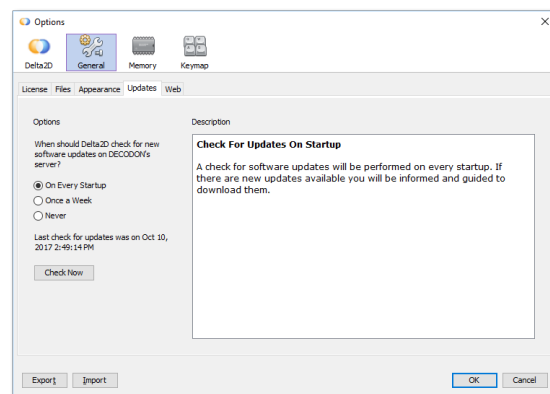 Options
Delta2D
General
Memory
Keymap
License Files Appearance Updates Web
Options
When should Delta2D check for new
software updates on DECODON's
server?
On Every Startup
Once a Week
Never
Last check for updates was on Oct 10,
2017 2:49:14 PM
Check Now
Description
Check For Updates On Startup
A check for software updates will be performed on every startup. If
there are new updates available you will be informed and guided to
download them.
Export
Import
OK
Cancel